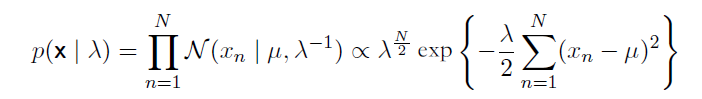 p(x | λ) = ∏_{n=1}^{N} 𝒩(x_n | μ, λ^{-1}) ∝ λ^{N/2} exp { -λ/2 ∑_{n=1}^{N} (x_n - μ)^2 }